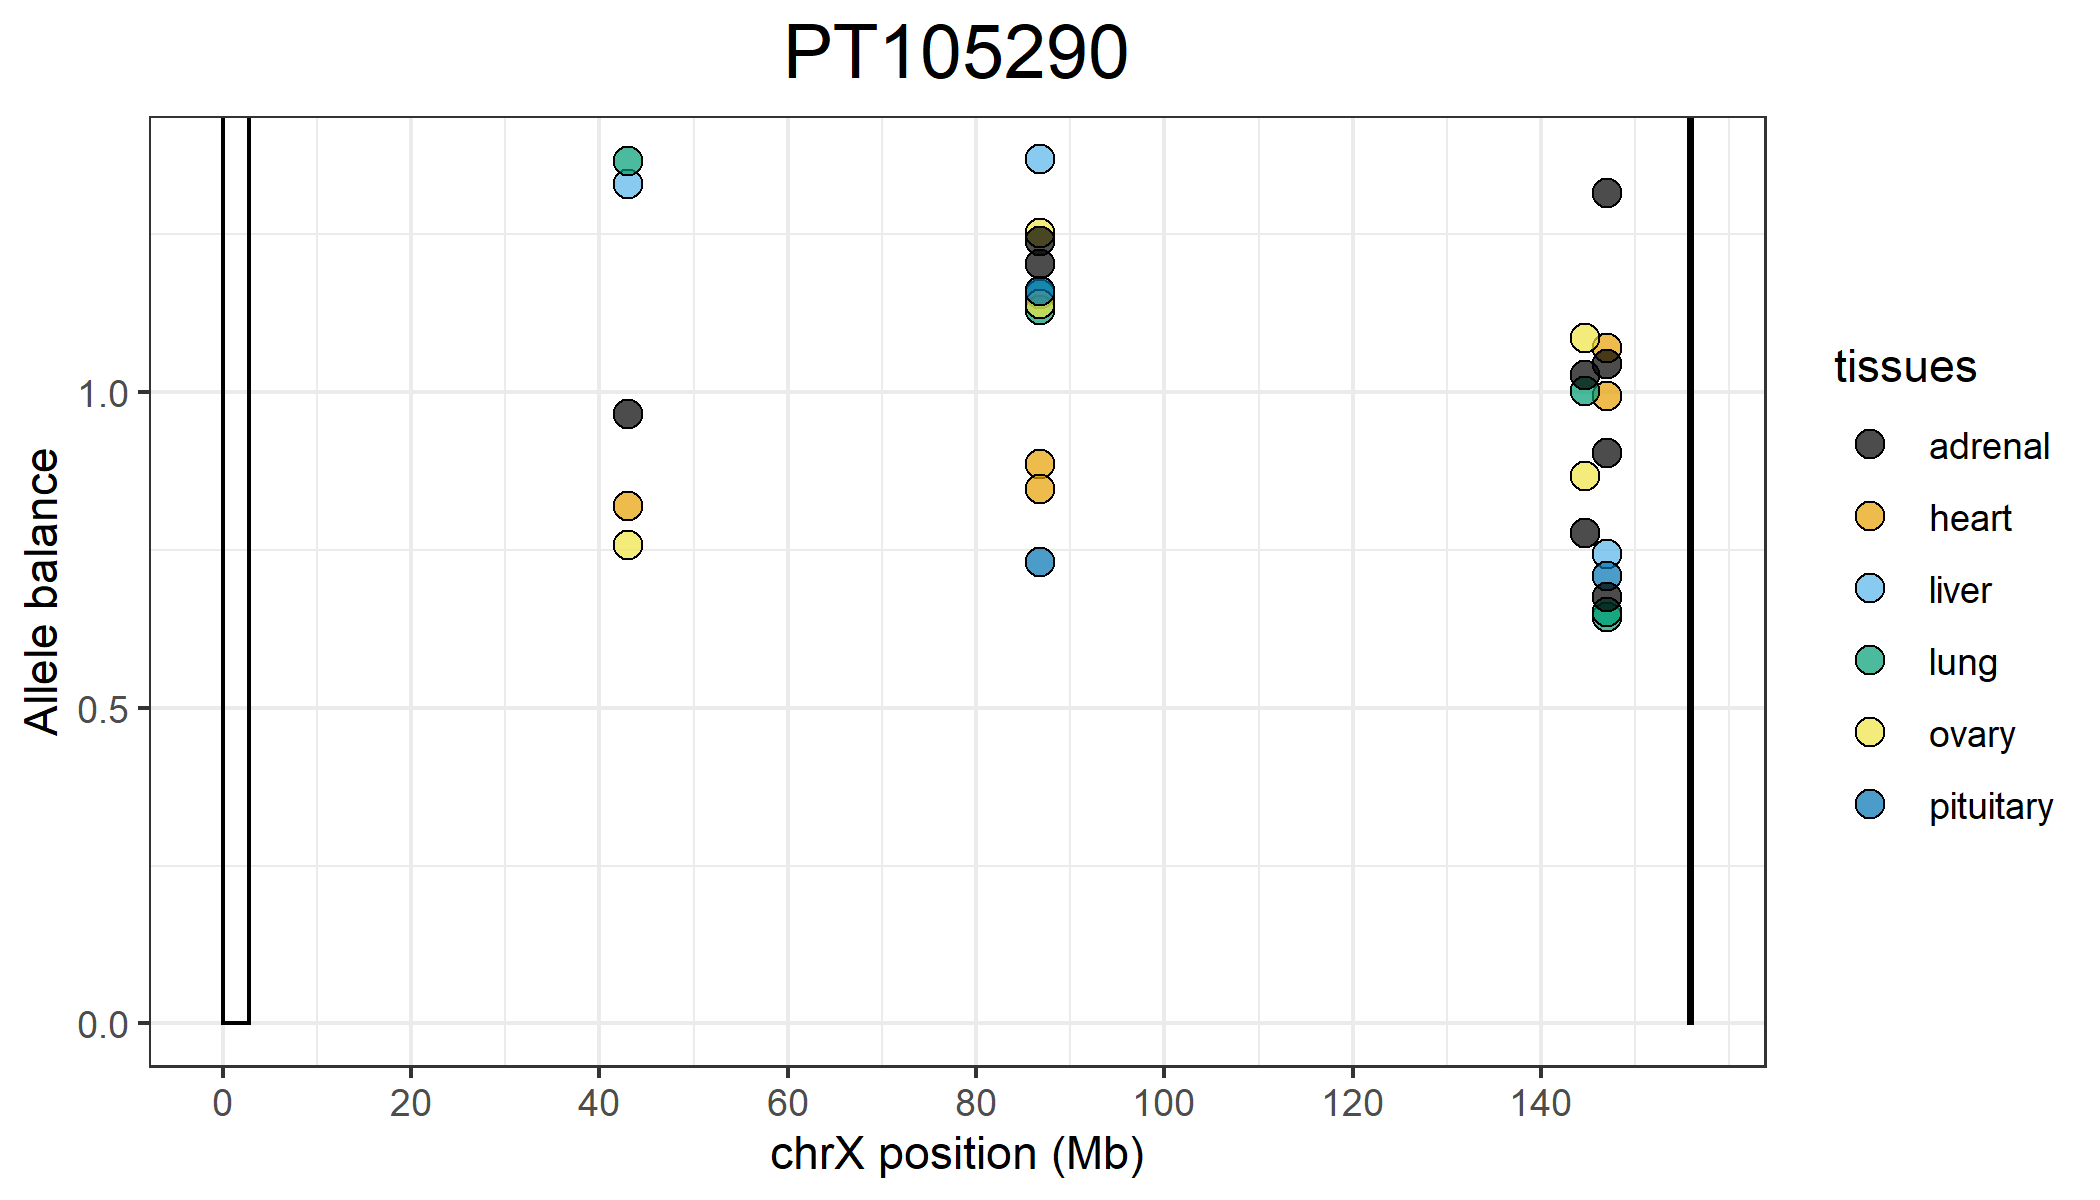 PT105290
Allele balance
1.0
0.5
0.0
0 20 40 60 80 100 120 140
chrX position (Mb)
tissues
adrenal
heart
liver
lung
ovary
pituitary